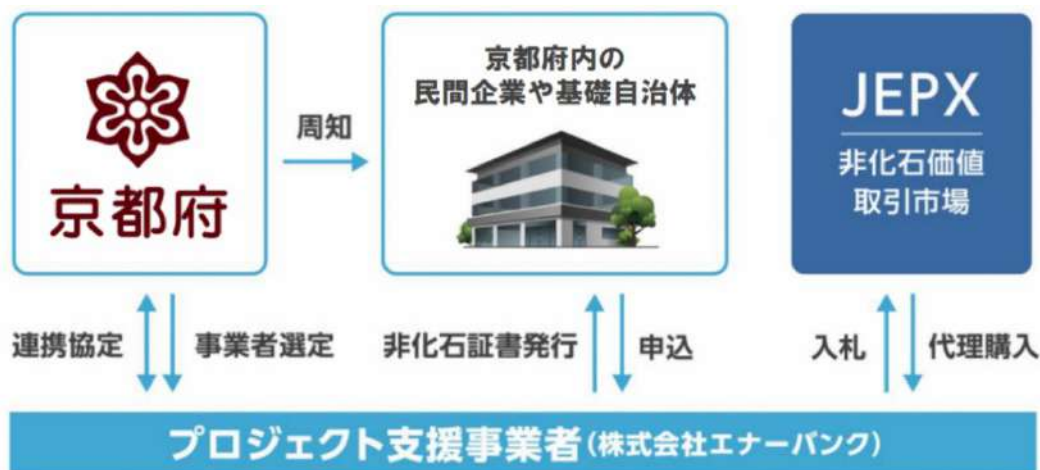 京都府
周知
京都府内の
民間企業や基礎自治体
JEPX
非化石価値
取引市場
連携協定
事業者選定
非化石証書発行
申込
入札
代理購入
プロジェクト支援事業者(株式会社エナーバンク)